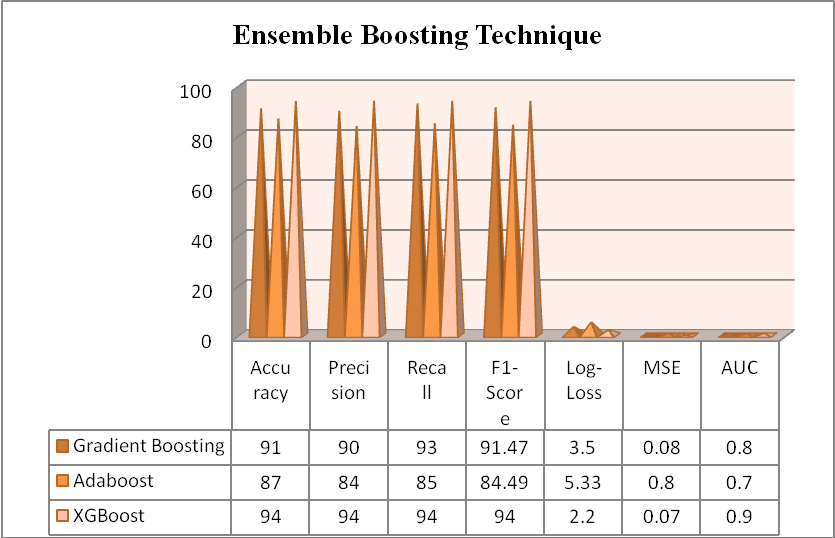 Ensemble Boosting Technique
100
80
60
40
20
0
Accu
racy
Preci
sion
Reca
ll
F1-
Scor
e
Log-
Loss
MSE
AUC
Gradient Boosting 91 90 93 91.47 3.5 0.08 0.8
Adaboost 87 84 85 84.49 5.33 0.8 0.7
XGBoost 94 94 94 94 2.2 0.07 0.9